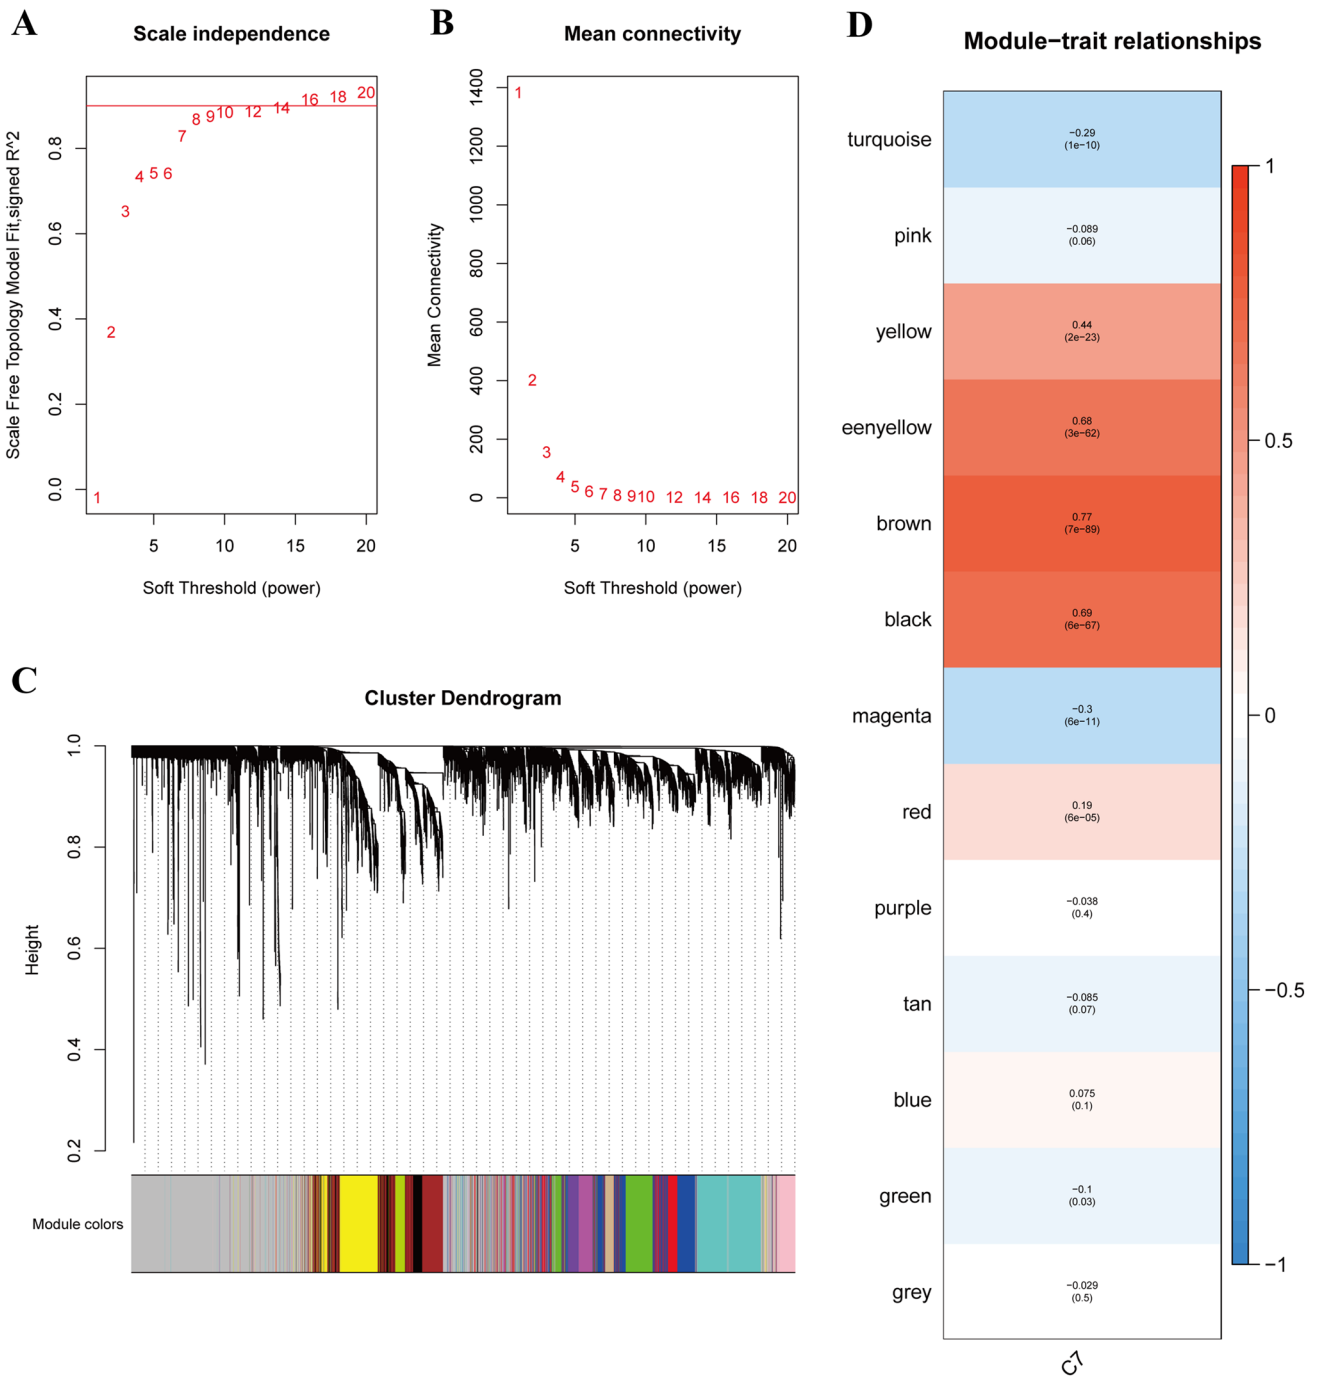 A
Scale independence
Scale Free Topology Model Fit,signed R^2
0.0
0.2
0.4
0.6
0.8
1
2
3
4
5
6
7
8
9
10
12
14
16
18
20
5
10
15
20
Soft Threshold (power)
B
Mean connectivity
Mean Connectivity
0
200
400
600
800
1000
1200
1400
1
2
3
4
5
6
7
8
9
10
12
14
16
18
20
5
10
15
20
Soft Threshold (power)
C
Cluster Dendrogram
Height
0.2
0.4
0.6
0.8
1.0
Module colors
D
Module−trait relationships
turquoise
−0.29
(1e−10)
pink
−0.089
(0.06)
yellow
0.44
(2e−23)
eenyellow
0.68
(3e−62)
brown
0.77
(7e−89)
black
0.69
(6e−67)
magenta
−0.3
(6e−11)
red
0.19
(6e−05)
purple
−0.038
(0.4)
tan
−0.085
(0.07)
blue
0.075
(0.1)
green
−0.1
(0.03)
grey
−0.029
(0.5)
C7
1
0.5
0
−0.5
−1